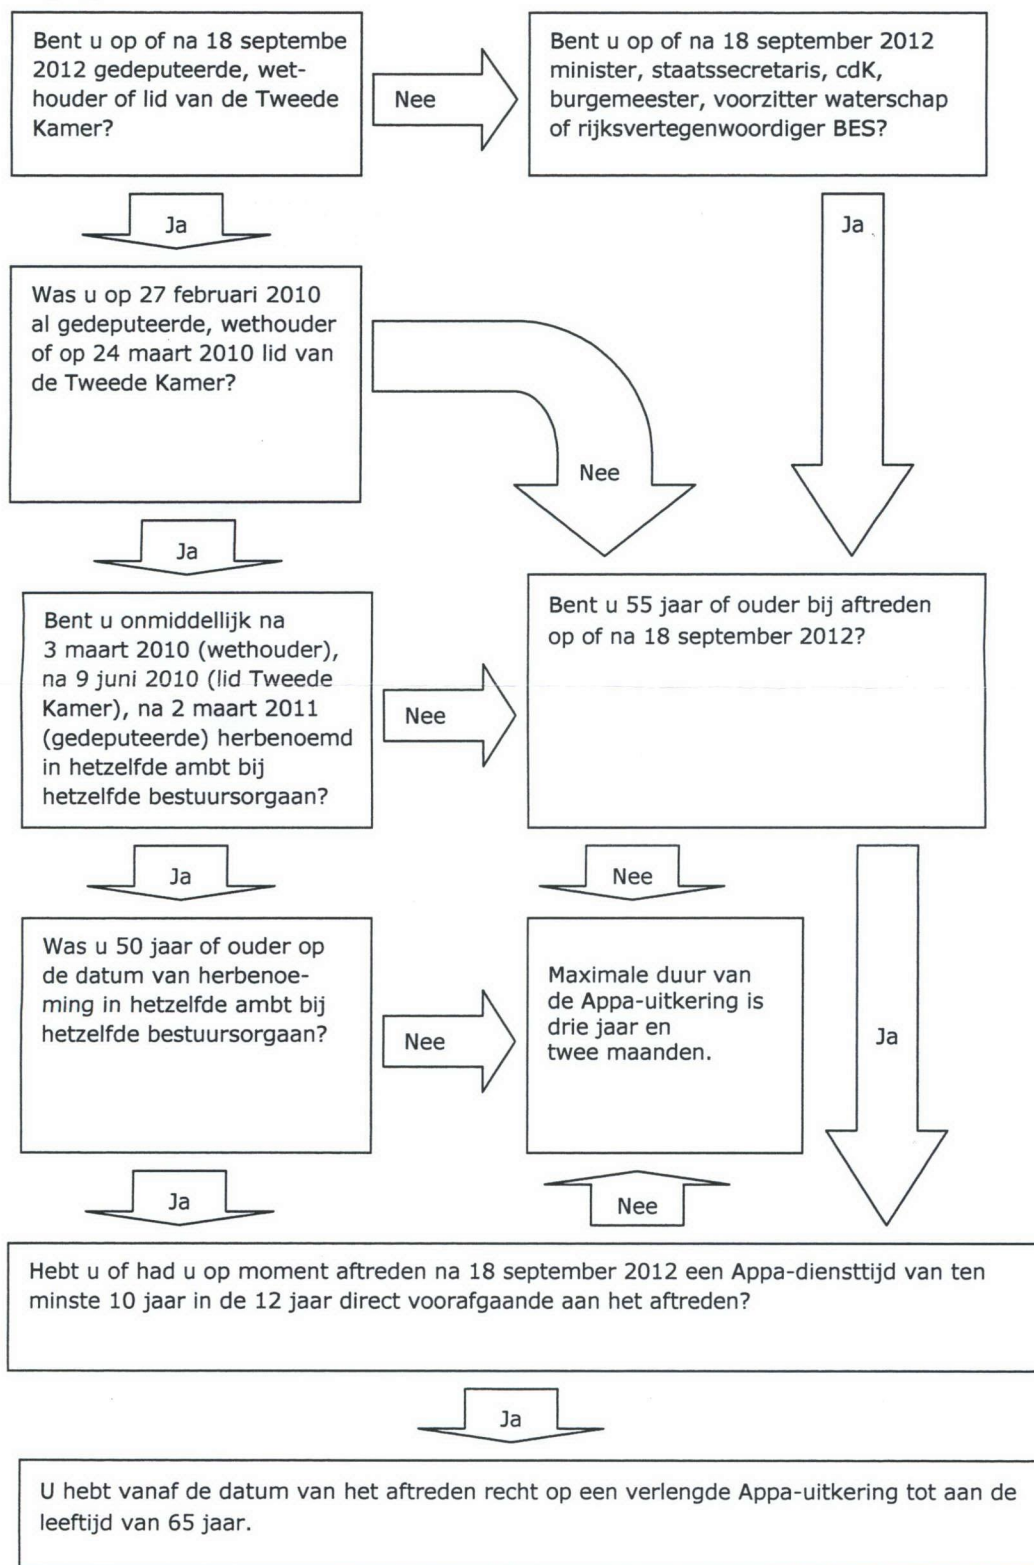 Bent u op of na 18 septembe
2012 gedeputeerde, wet-
houder of lid van de Tweede
Kamer?
Nee
Bent u op of na 18 september 2012
minister, staatssecretaris, cdK,
burgemeester, voorzitter waterschap
of rijksvertegenwoordiger BES?
Ja
Ja
Was u op 27 februari 2010
al gedeputeerde, wethouder
of op 24 maart 2010 lid van
de Tweede Kamer?
Nee
Ja
Bent u onmiddellijk na
3 maart 2010 (wethouder),
na 9 juni 2010 (lid Tweede
Kamer), na 2 maart 2011
(gedeputeerde) herbenoemd
in hetzelfde ambt bij
hetzelfde bestuursorgaan?
Nee
Bent u 55 jaar of ouder bij aftreden
op of na 18 september 2012?
Ja
Nee
Was u 50 jaar of ouder op
de datum van herbenoe-
ming in hetzelfde ambt bij
hetzelfde bestuursorgaan?
Nee
Maximale duur van
de Appa-uitkering is
drie jaar en
twee maanden.
Ja
Ja
Nee
Hebt u of had u op moment aftreden na 18 september 2012 een Appa-diensttijd van ten
minste 10 jaar in de 12 jaar direct voorafgaande aan het aftreden?
Ja
U hebt vanaf de datum van het aftreden recht op een verlengde Appa-uitkering tot aan de
leeftijd van 65 jaar.